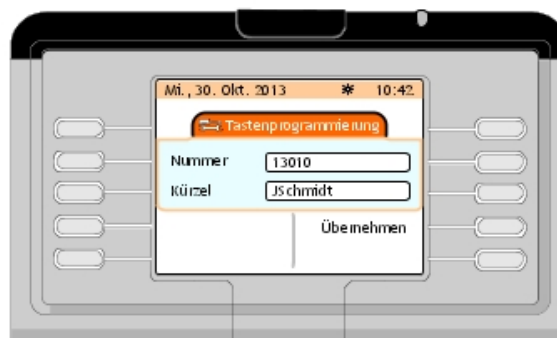 Mi., 30. Okt. 2013 10:42
Tastenprogrammierung
Nummer 13010
Kürzel JSchmidt
Übernehmen